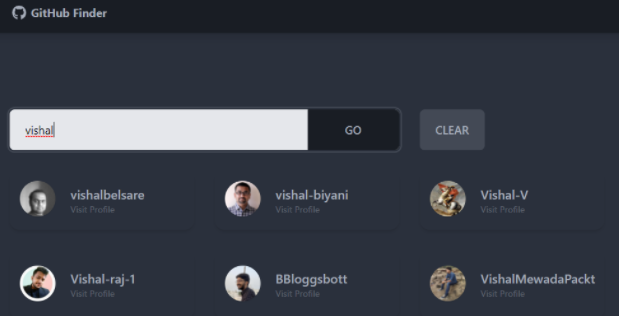 GitHub Finder
vishal GO CLEAR
vishalbelsare vishal-biyani Vishal-V
Visit Profile Visit Profile Visit Profile
Vishal-raj-1 BBloggsbott VishalMewadaPackt
Visit Profile Visit Profile Visit Profile